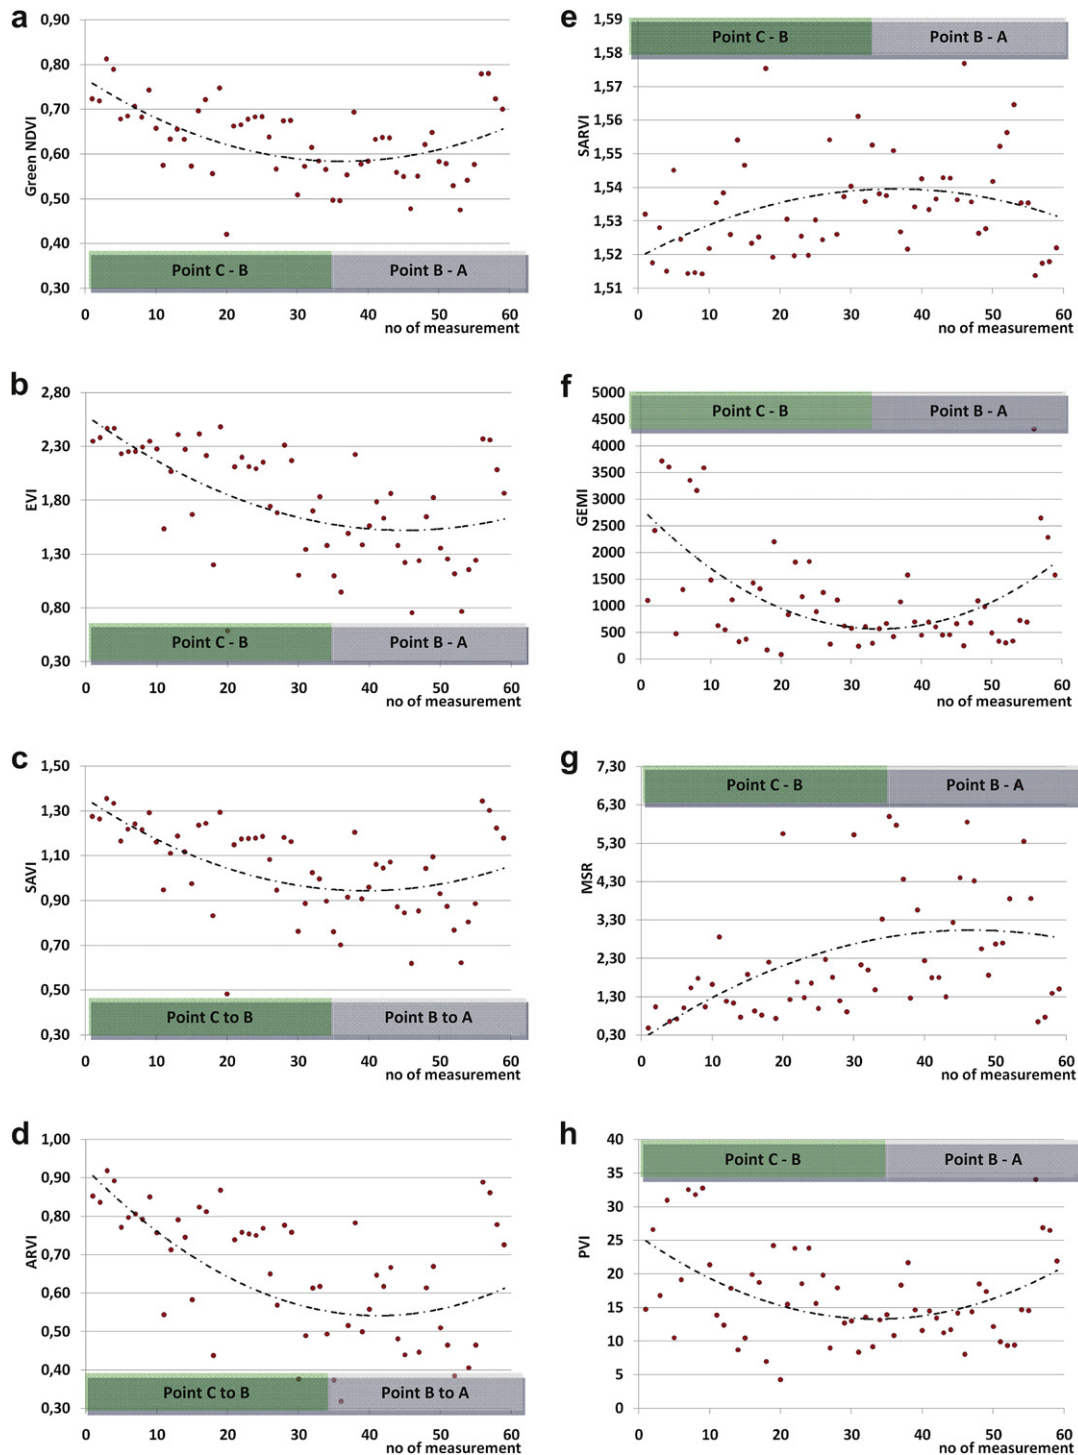 a
0,90
0,80
0,70
0,60
0,50
0,40
0,30
Green NDVI
Point C - B
Point B - A
0 10 20 30 40 50 60
no of measurement
b
2,80
2,30
1,80
1,30
0,80
0,30
EVI
Point C - B
Point B - A
0 10 20 30 40 50 60
no of measurement
c
1,50
1,30
1,10
0,90
0,70
0,50
0,30
SAVI
Point C to B
Point B to A
0 10 20 30 40 50 60
no of measurement
d
1,00
0,90
0,80
0,70
0,60
0,50
0,40
0,30
ARVI
Point C to B
Point B to A
0 10 20 30 40 50 60
no of measurement
e
1,59
1,58
1,57
1,56
1,55
1,54
1,53
1,52
1,51
SARVI
Point C - B
Point B - A
0 10 20 30 40 50 60
no of measurement
f
5000
4500
4000
3500
3000
2500
2000
1500
1000
500
0
GEMI
Point C - B
Point B - A
0 10 20 30 40 50 60
no of measurement
g
7,30
6,30
5,30
4,30
3,30
2,30
1,30
0,30
MSR
Point C - B
Point B - A
0 10 20 30 40 50 60
no of measurement
h
40
35
30
25
20
15
10
5
0
PVI
Point C - B
Point B - A
0 10 20 30 40 50 60
no of measurement